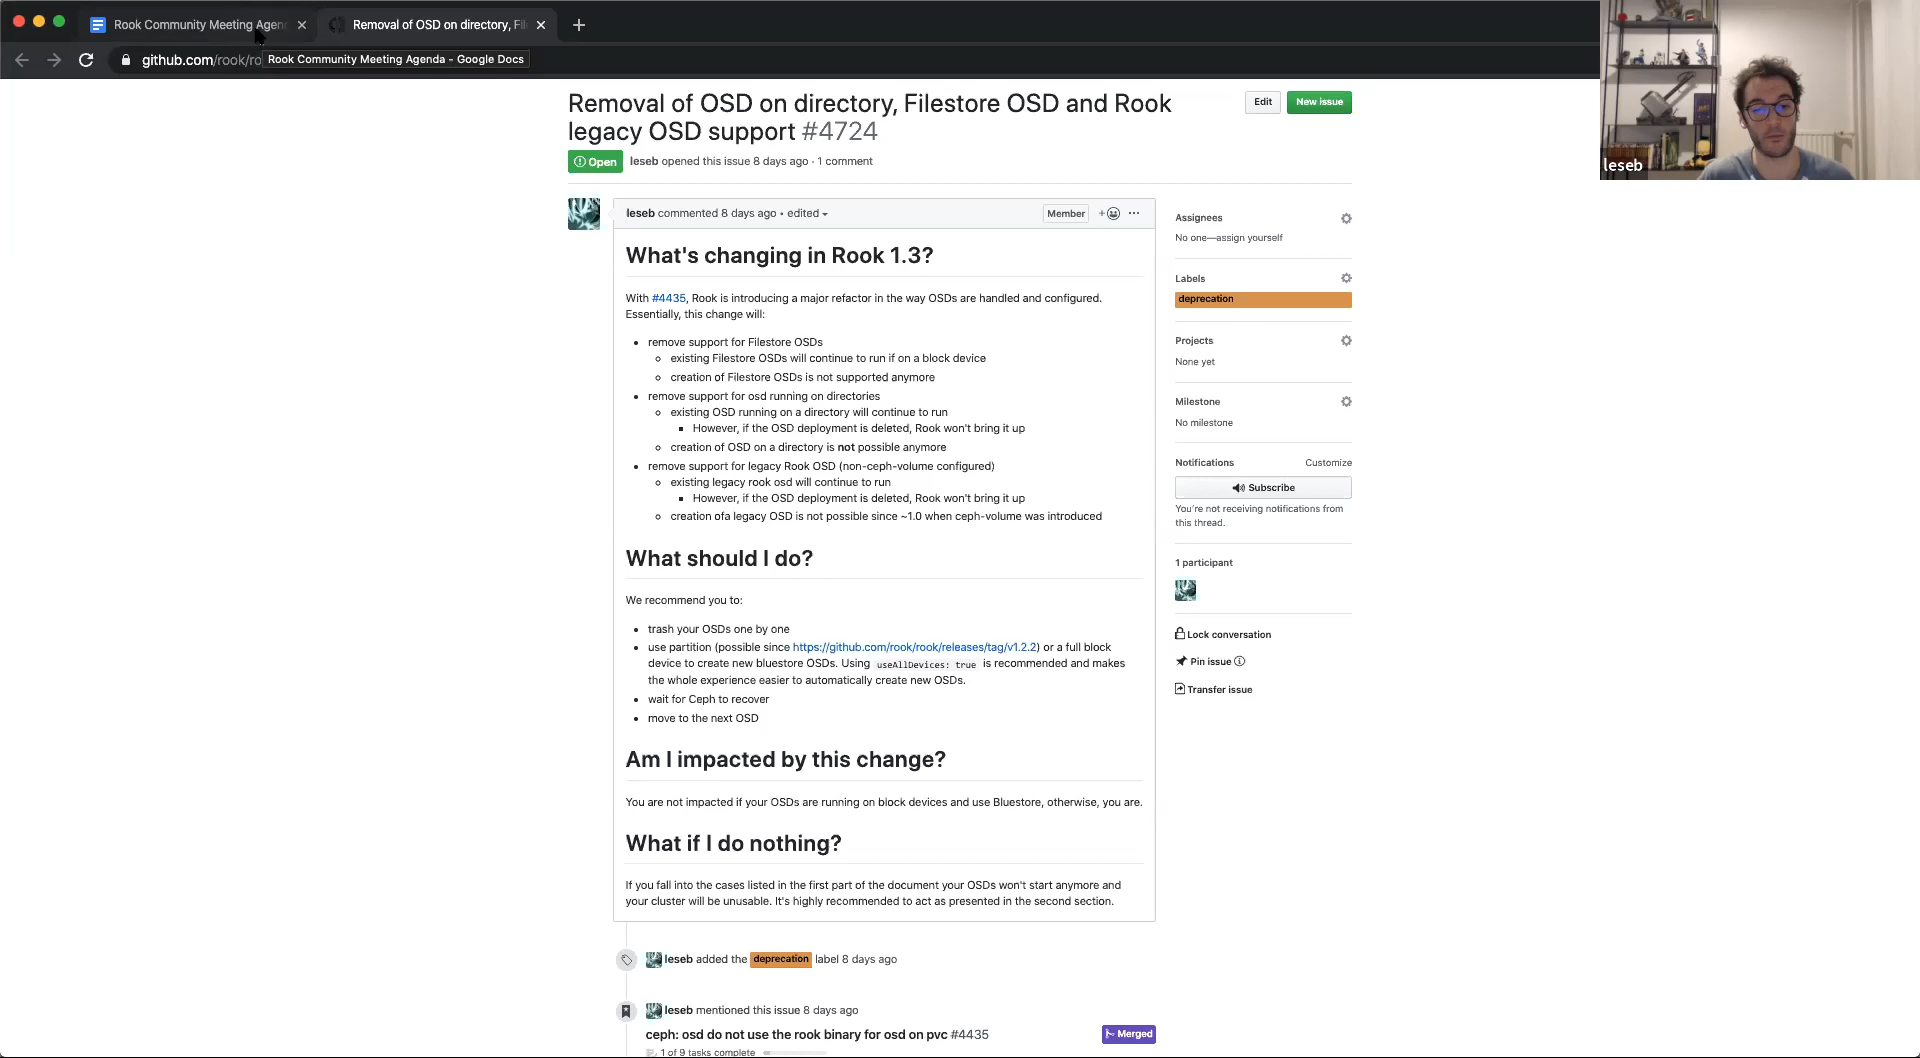 Rook Community Meeting Agen
Removal of OSD on directory, Fil
github.com/rook/ro
Rook Community Meeting Agenda - Google Docs
leseb
Removal of OSD on directory, Filestore OSD and Rook
legacy OSD support #4724
Edit
New issue
Open
leseb opened this issue 8 days ago · 1 comment
leseb commented 8 days ago • edited
Member
What's changing in Rook 1.3?
With #4435, Rook is introducing a major refactor in the way OSDs are handled and configured.
Essentially, this change will:
• remove support for Filestore OSDs
◦ existing Filestore OSDs will continue to run if on a block device
◦ creation of Filestore OSDs is not supported anymore
• remove support for osd running on directories
◦ existing OSD running on a directory will continue to run
▪ However, if the OSD deployment is deleted, Rook won't bring it up
◦ creation of OSD on a directory is not possible anymore
• remove support for legacy Rook OSD (non-ceph-volume configured)
◦ existing legacy rook osd will continue to run
▪ However, if the OSD deployment is deleted, Rook won't bring it up
◦ creation ofa legacy OSD is not possible since ~1.0 when ceph-volume was introduced
What should I do?
We recommend you to:
• trash your OSDs one by one
• use partition (possible since https://github.com/rook/rook/releases/tag/v1.2.2) or a full block
device to create new bluestore OSDs. Using useAllDevices: true is recommended and makes
the whole experience easier to automatically create new OSDs.
• wait for Ceph to recover
• move to the next OSD
Am I impacted by this change?
You are not impacted if your OSDs are running on block devices and use Bluestore, otherwise, you are.
What if I do nothing?
If you fall into the cases listed in the first part of the document your OSDs won't start anymore and
your cluster will be unusable. It's highly recommended to act as presented in the second section.
leseb added the deprecation label 8 days ago
leseb mentioned this issue 8 days ago
ceph: osd do not use the rook binary for osd on pvc #4435
Merged
1 of 9 tasks complete
Assignees
No one—assign yourself
Labels
deprecation
Projects
None yet
Milestone
No milestone
Notifications
Customize
Subscribe
You're not receiving notifications from
this thread.
1 participant
Lock conversation
Pin issue
Transfer issue